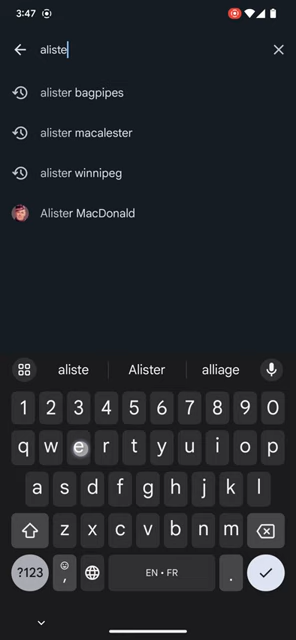 3:47
aliste
alister bagpipes
alister macalester
alister winnipeg
Alister MacDonald
aliste Alister alliage
1 2 3 4 5 6 7 8 9 0
q w e r t y u i o p
a s d f g h j k l
z x c v b n m
?123 , EN • FR .